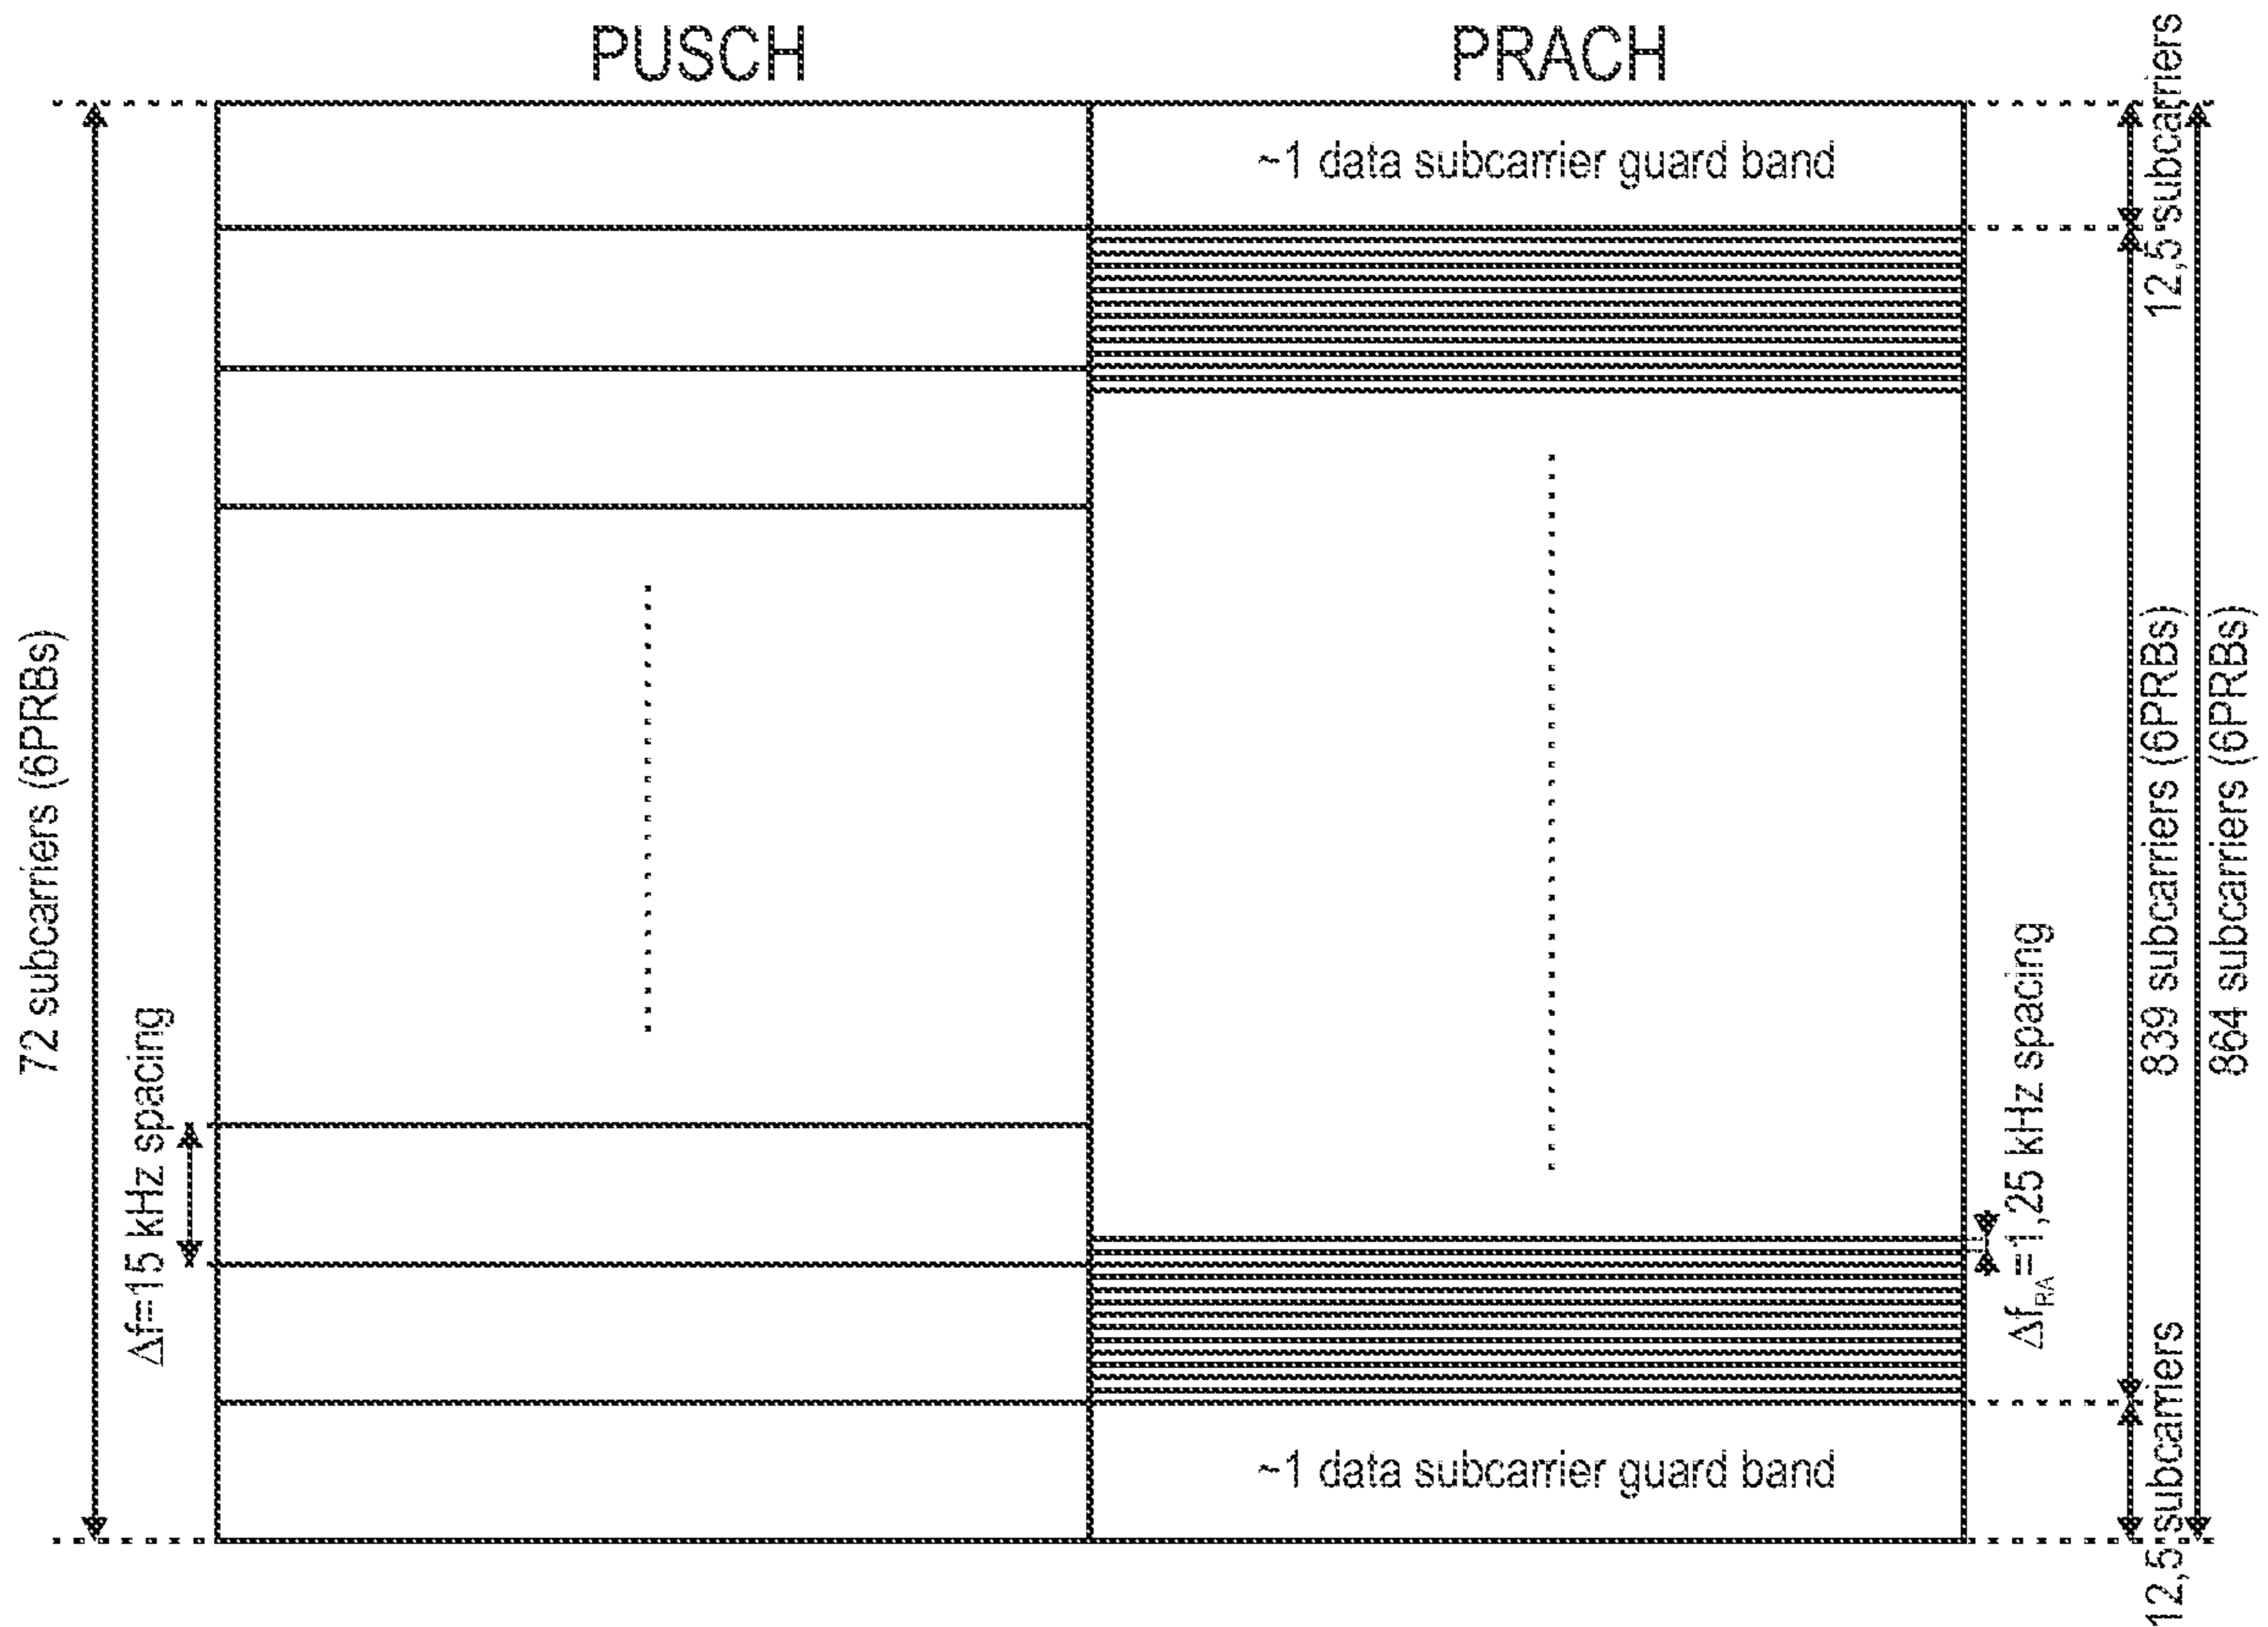 PUSCH
PRACH
~1 data subcarrier guard band
12,5 subcarriers
72 subcarriers (6PRBs)
Δf=15 kHz spacing
Δf_RA=1,25 kHz spacing
839 subcarriers (6PRBs)
864 subcarriers (6PRBs)
~1 data subcarrier guard band
12,5 subcarriers